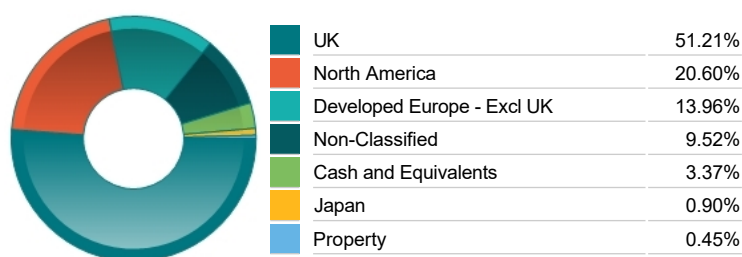 UK 51.21%
North America 20.60%
Developed Europe - Excl UK 13.96%
Non-Classified 9.52%
Cash and Equivalents 3.37%
Japan 0.90%
Property 0.45%